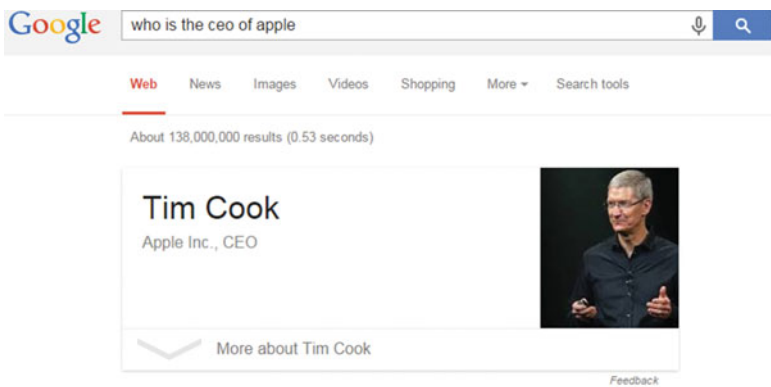 Google who is the ceo of apple
Web News Images Videos Shopping More Search tools
About 138,000,000 results (0.53 seconds)
Tim Cook
Apple Inc., CEO
More about Tim Cook
Feedback